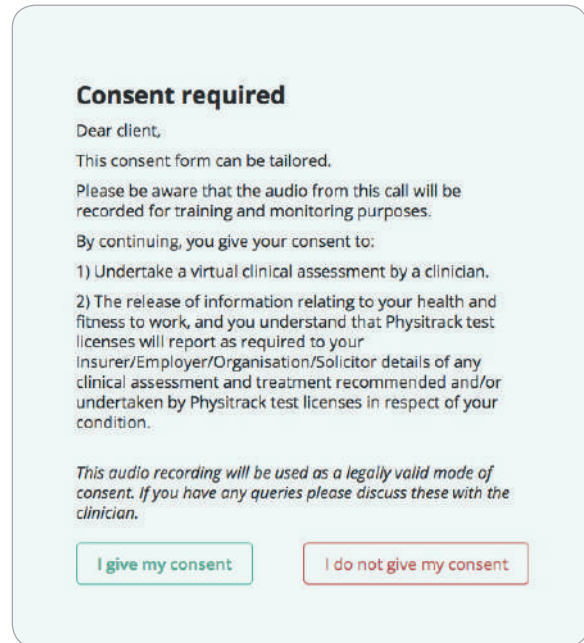 Consent required
Dear client,
This consent form can be tailored.
Please be aware that the audio from this call will be
recorded for training and monitoring purposes.
By continuing, you give your consent to:
1) Undertake a virtual clinical assessment by a clinician.
2) The release of information relating to your health and
fitness to work, and you understand that Physitrack test
licenses will report as required to your
Insurer/Employer/Organisation/Solicitor details of any
clinical assessment and treatment recommended and/or
undertaken by Physitrack test licenses in respect of your
condition.
This audio recording will be used as a legally valid mode of
consent. If you have any queries please discuss these with the
clinician.
I give my consent
I do not give my consent